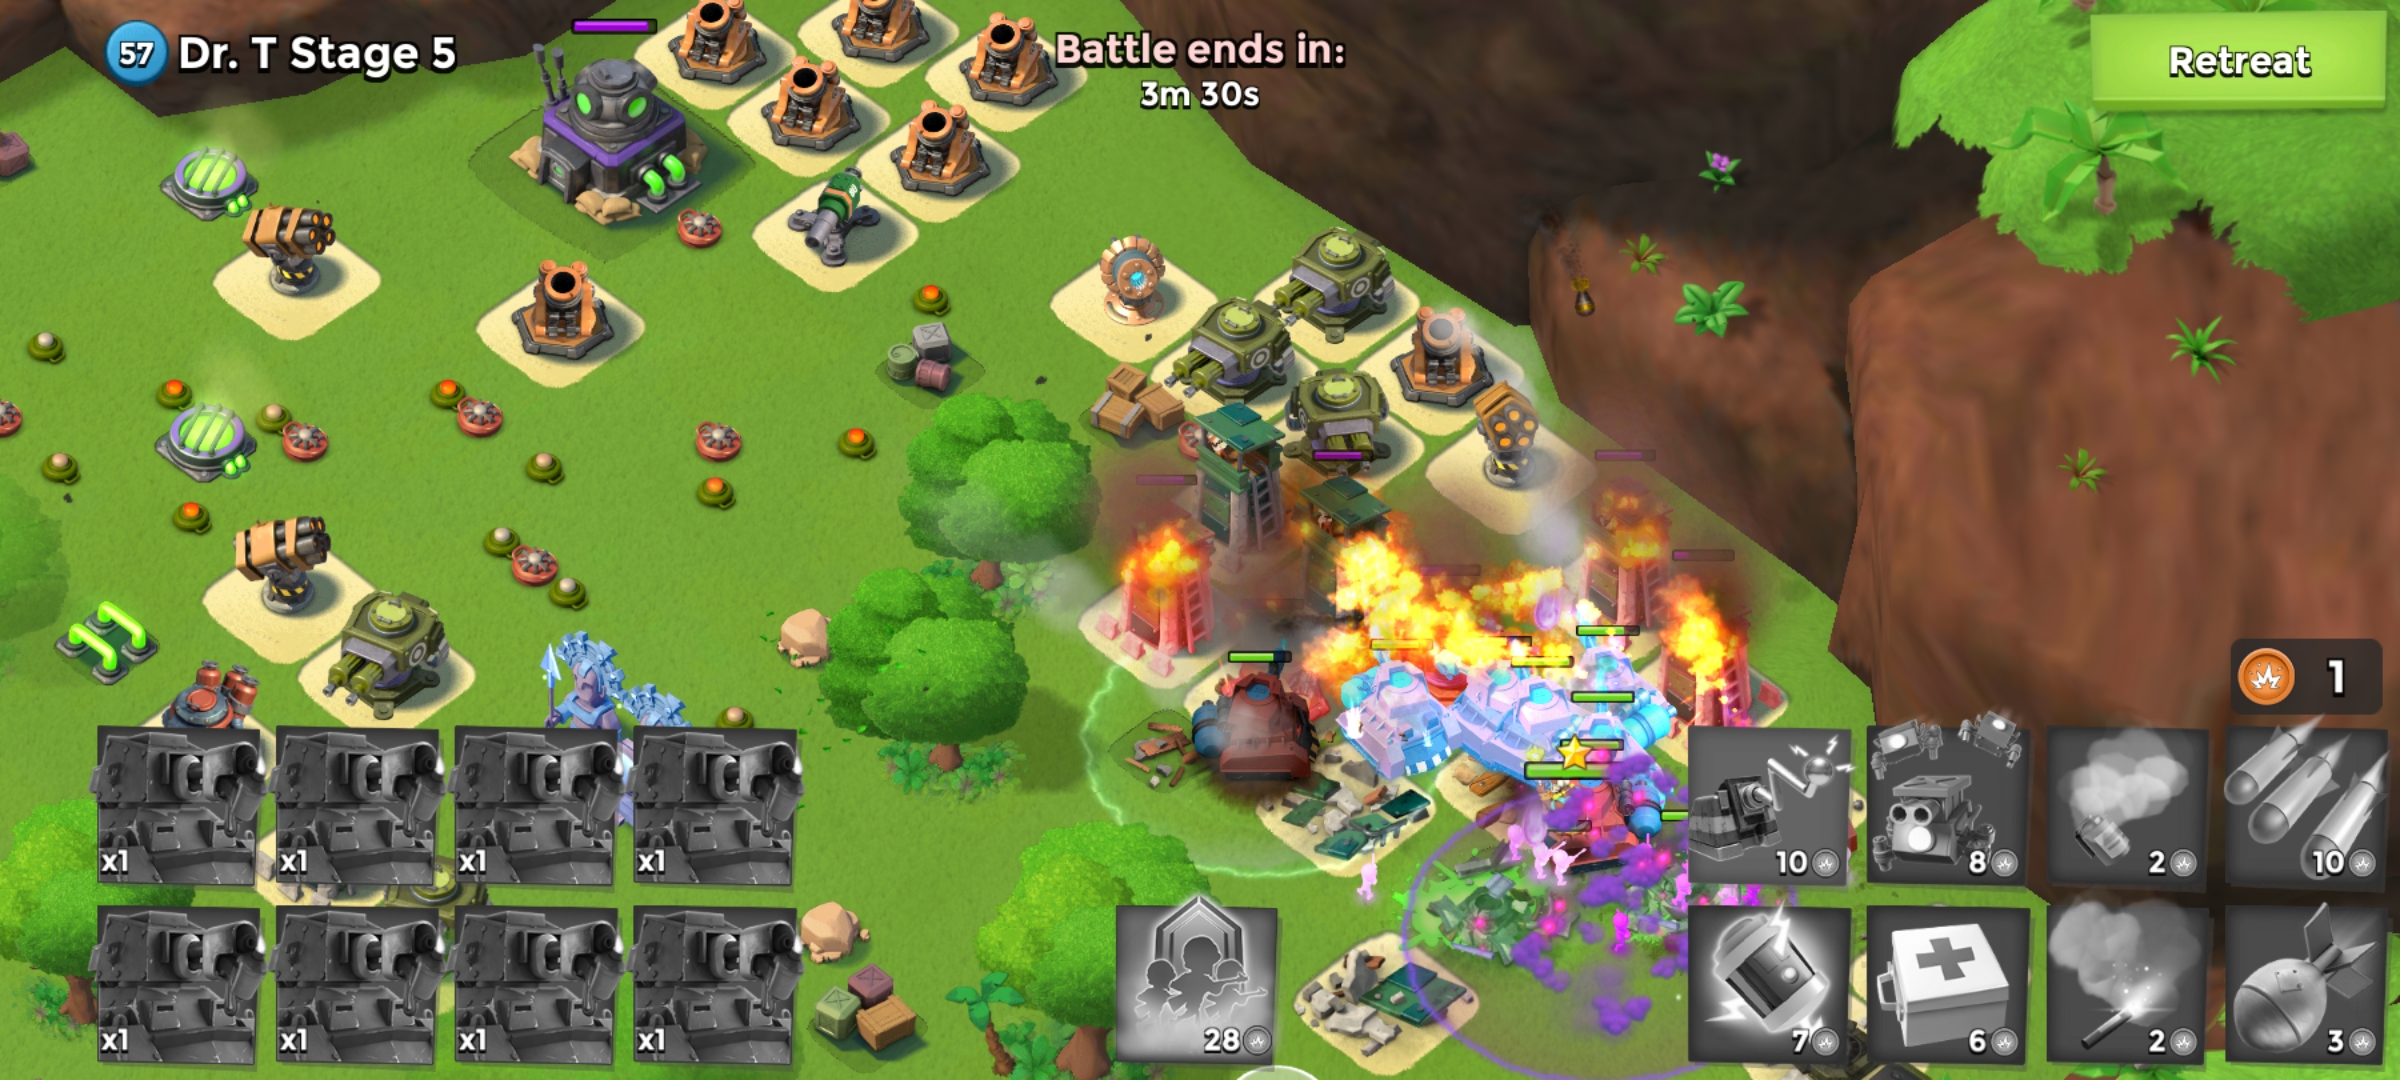 57 Dr. T Stage 5
Battle ends in:
3m 30s
Retreat
1
x1 x1 x1 x1
10 8 2 10
x1 x1 x1 x1
28
7 6 2 3